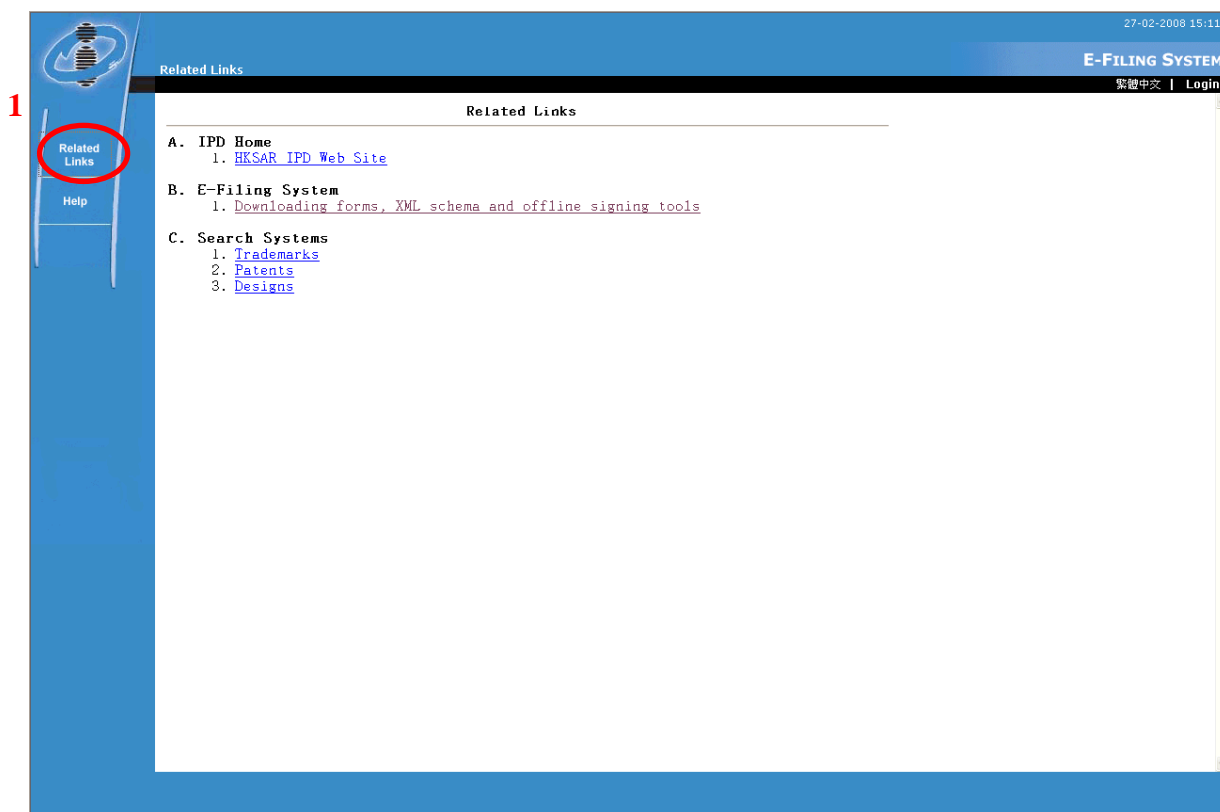 27-02-2008 15:11
E-FILING SYSTEM
Related Links
繁體中文 | Login
1
Related
Links
Help
Related Links
A. IPD Home
1. HKSAR IPD Web Site
B. E-Filing System
1. Downloading forms, XML schema and offline signing tools
C. Search Systems
1. Trademarks
2. Patents
3. Designs